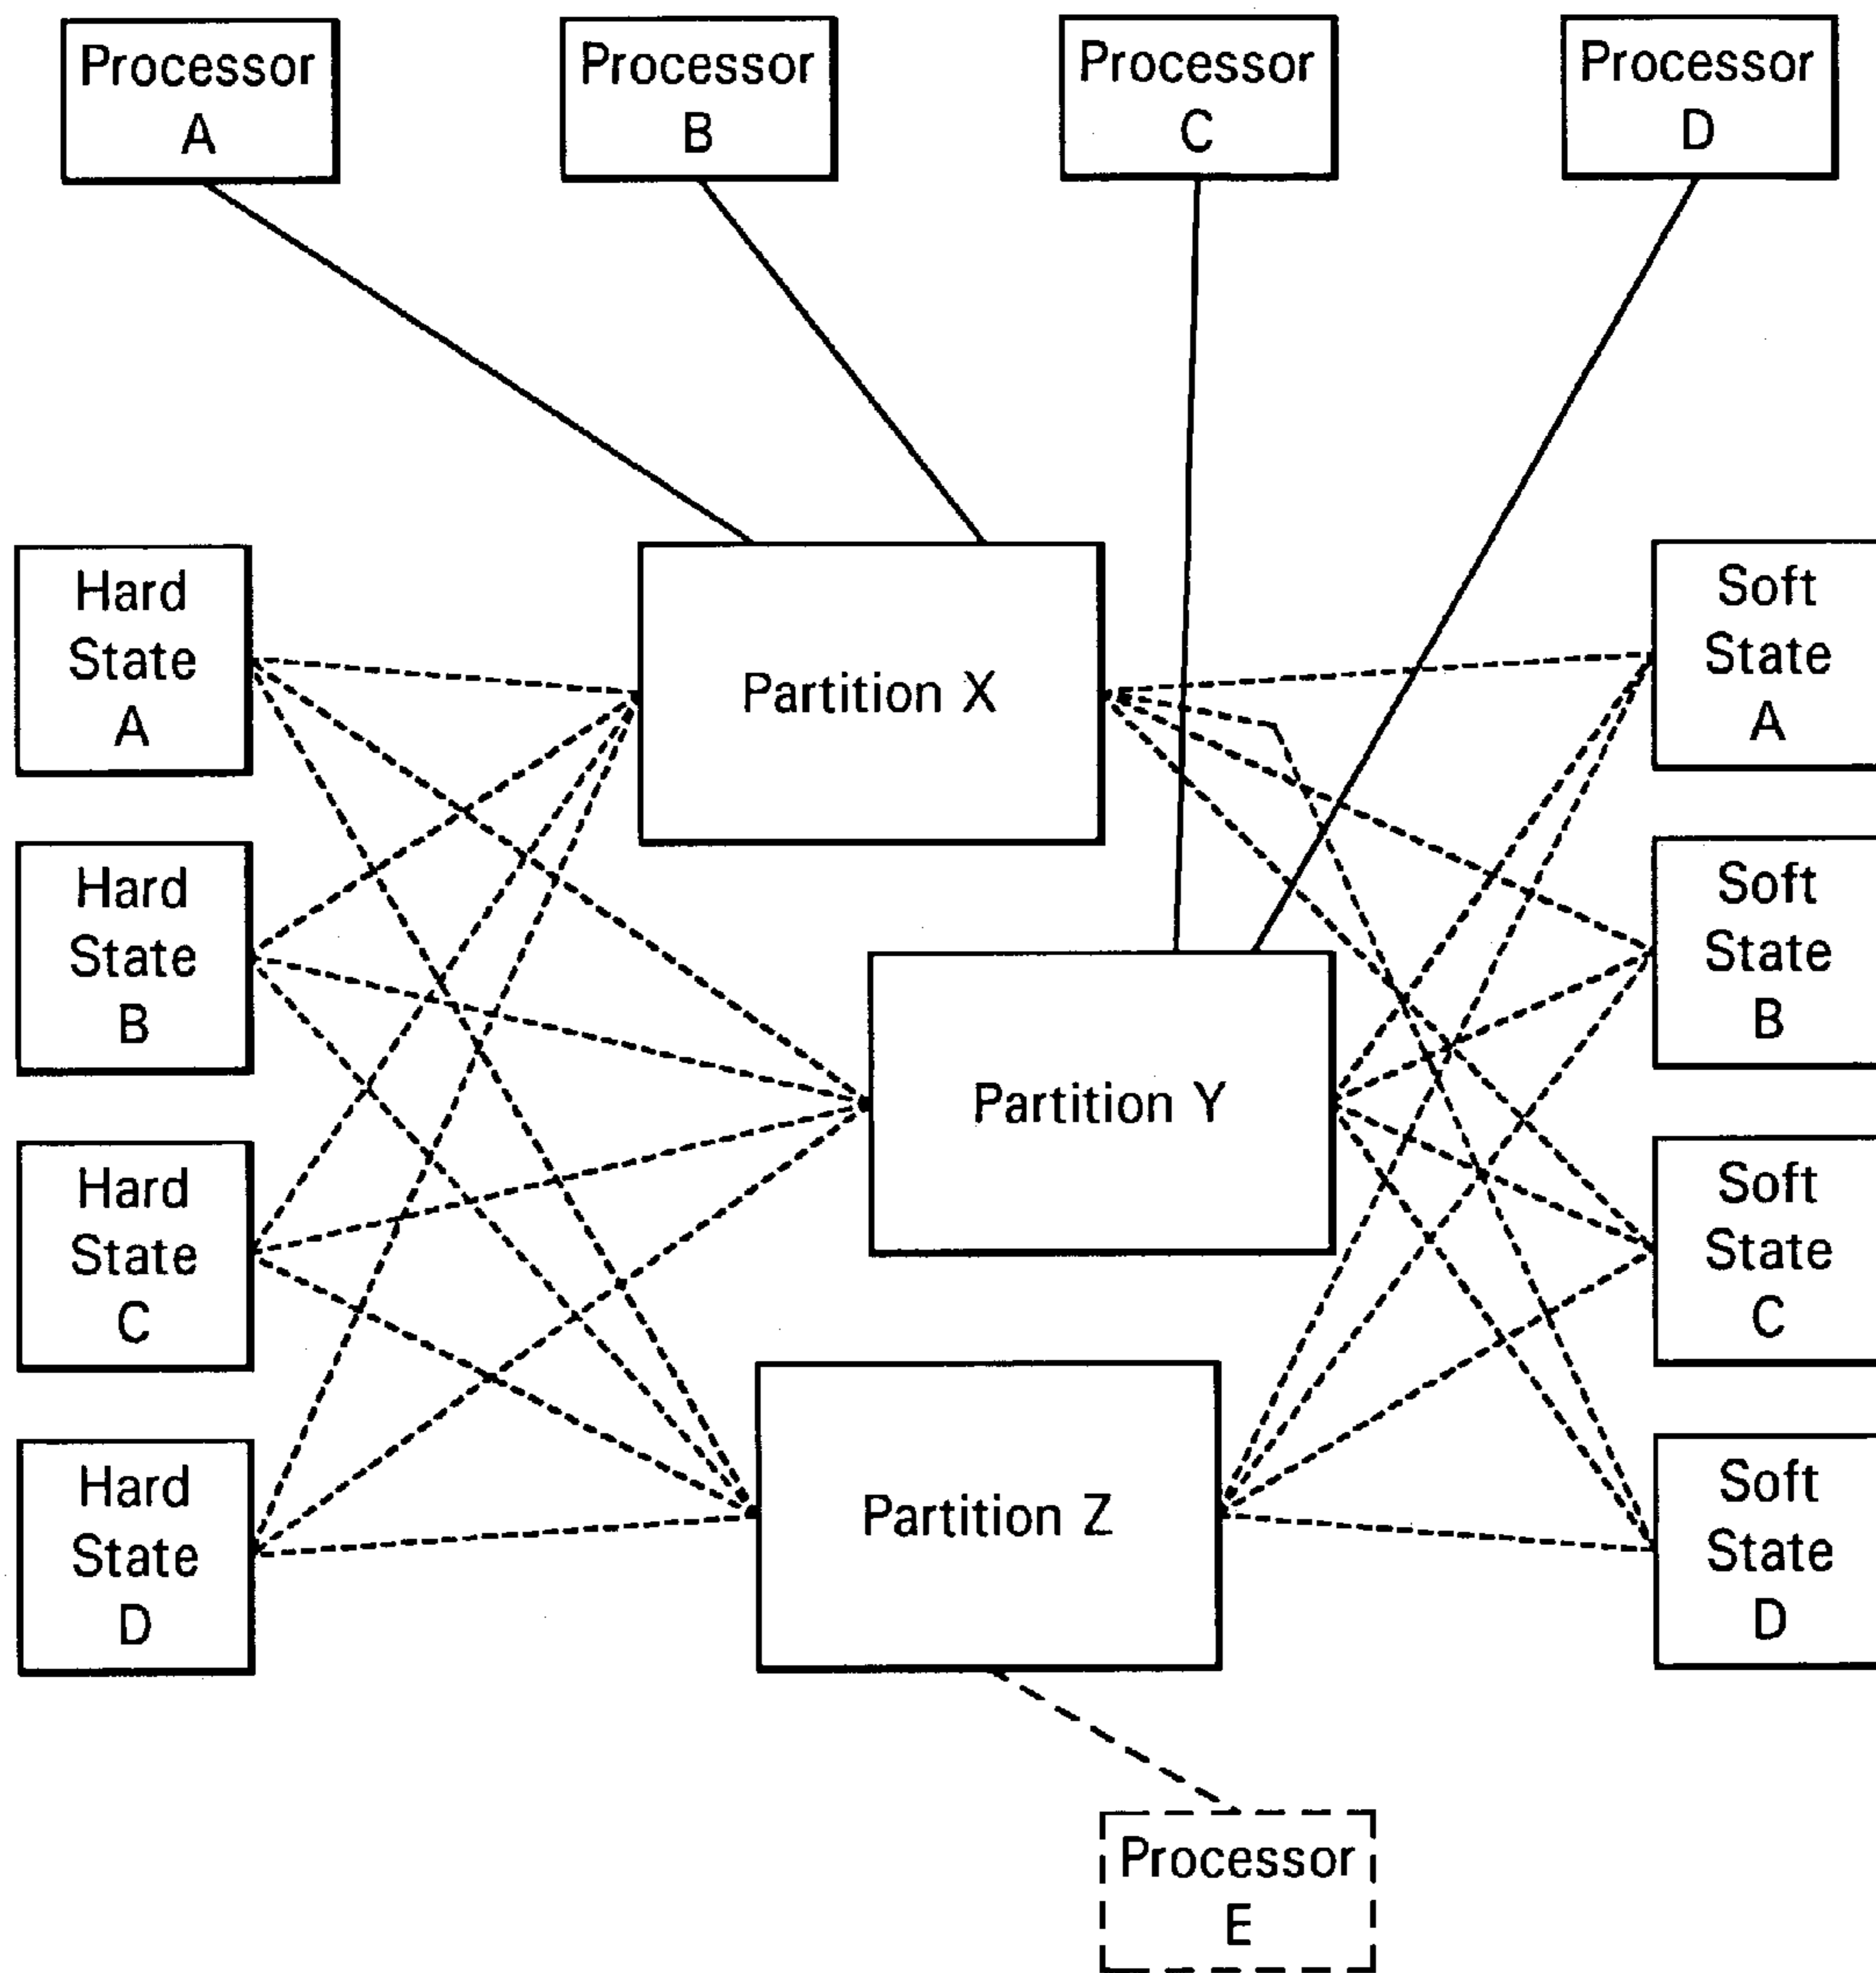 Processor
A
Processor
B
Processor
C
Processor
D
Hard
State
A
Partition X
Soft
State
A
Hard
State
B
Soft
State
B
Partition Y
Hard
State
C
Soft
State
C
Hard
State
D
Partition Z
Soft
State
D
Processor
E